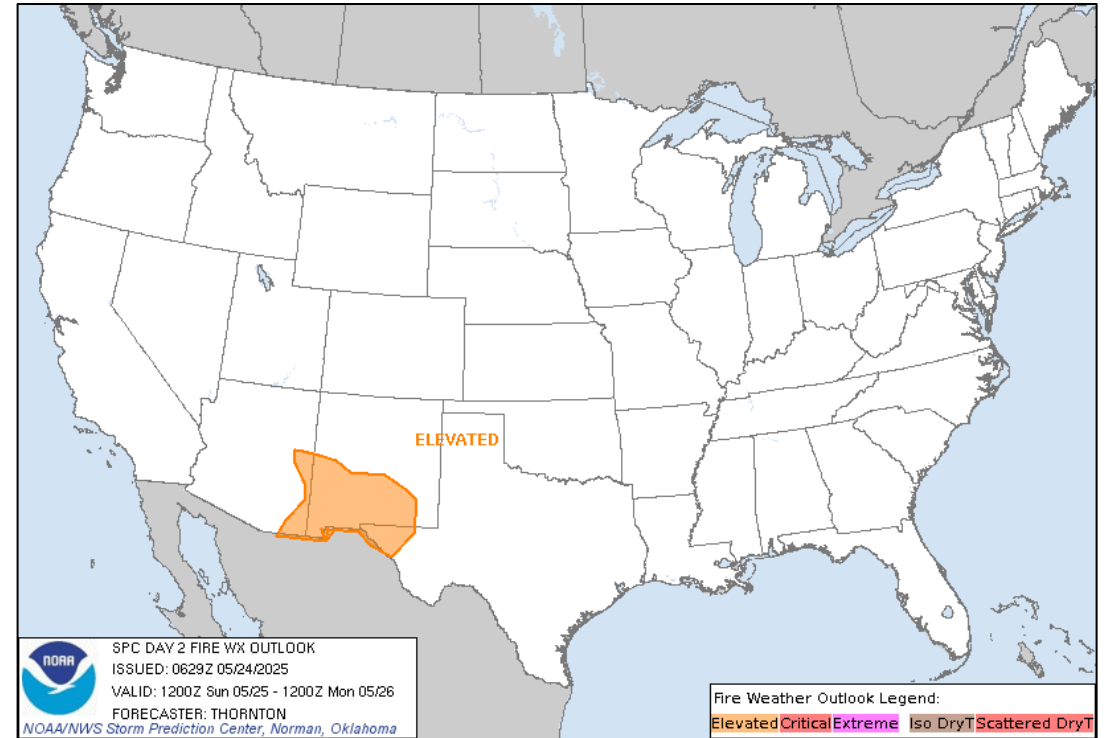 ELEVATED
NOAA
SPC DAY 2 FIRE WX OUTLOOK
ISSUED: 0629Z 05/24/2025
VALID: 1200Z Sun 05/25 - 1200Z Mon 05/26
FORECASTER: THORNTON
NOAA/NWS Storm Prediction Center, Norman, Oklahoma
Fire Weather Outlook Legend:
Elevated Critical Extreme Iso DryT Scattered DryT